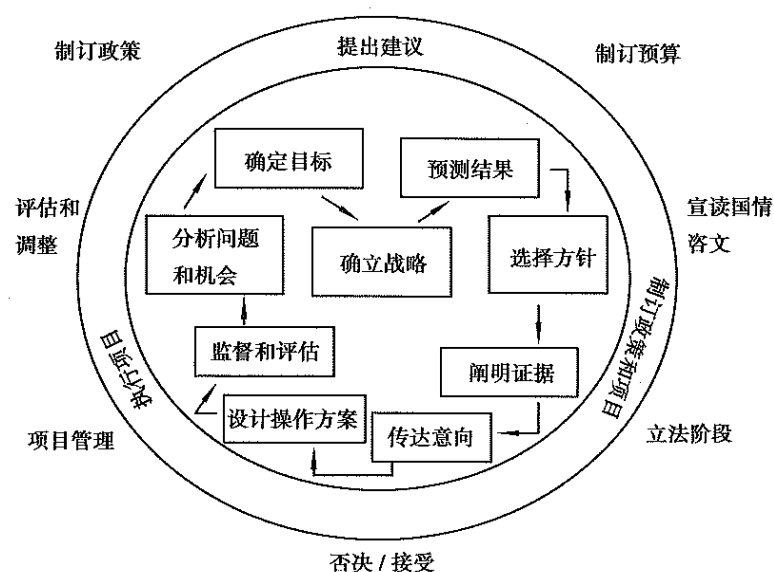 制订政策
提出建议
制订预算
确定目标
预测结果
评估和
调整
宣读国情
咨文
分析问题
和机会
确立战略
选择方针
制订政策和项目
执行项目
监督和评估
阐明证据
设计操作方案
传达意向
项目管理
立法阶段
否决 / 接受